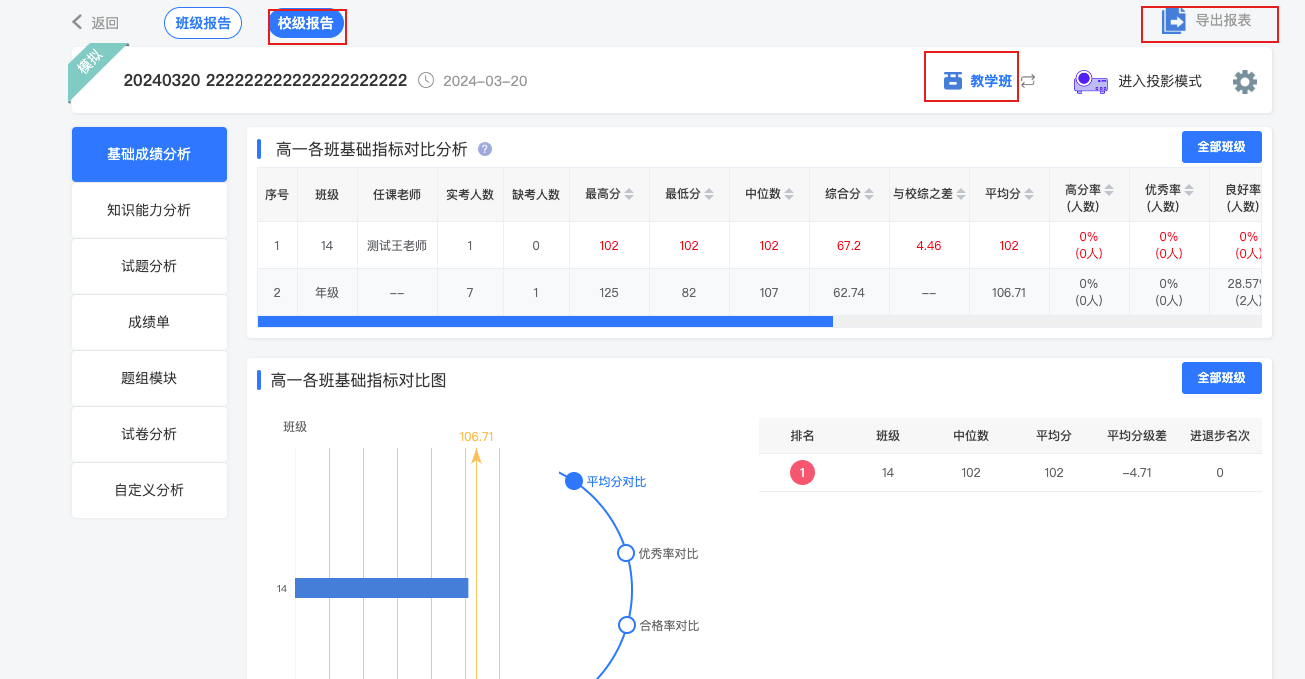 返回
班级报告
校级报告
导出报表
模拟
20240320 2222222222222222222222
2024-03-20
教学班
进入投影模式
基础成绩分析
知识能力分析
试题分析
成绩单
题组模块
试卷分析
自定义分析
高一各班基础指标对比分析 ?
全部班级
序号 班级 任课老师 实考人数 缺考人数 最高分 最低分 中位数 综合分 与校综之差 平均分 高分率(人数) 优秀率(人数) 良好率(人数)
1 14 测试王老师 1 0 102 102 102 67.2 4.46 102 0%(0人) 0%(0人) 0%(0人)
2 年级 -- 7 1 125 82 107 62.74 -- 106.71 0%(0人) 0%(0人) 28.57%(2人)
高一各班基础指标对比图
全部班级
班级
106.71
14
平均分对比
优秀率对比
合格率对比
排名 班级 中位数 平均分 平均分级差 进退步名次
1 14 102 102 -4.71 0